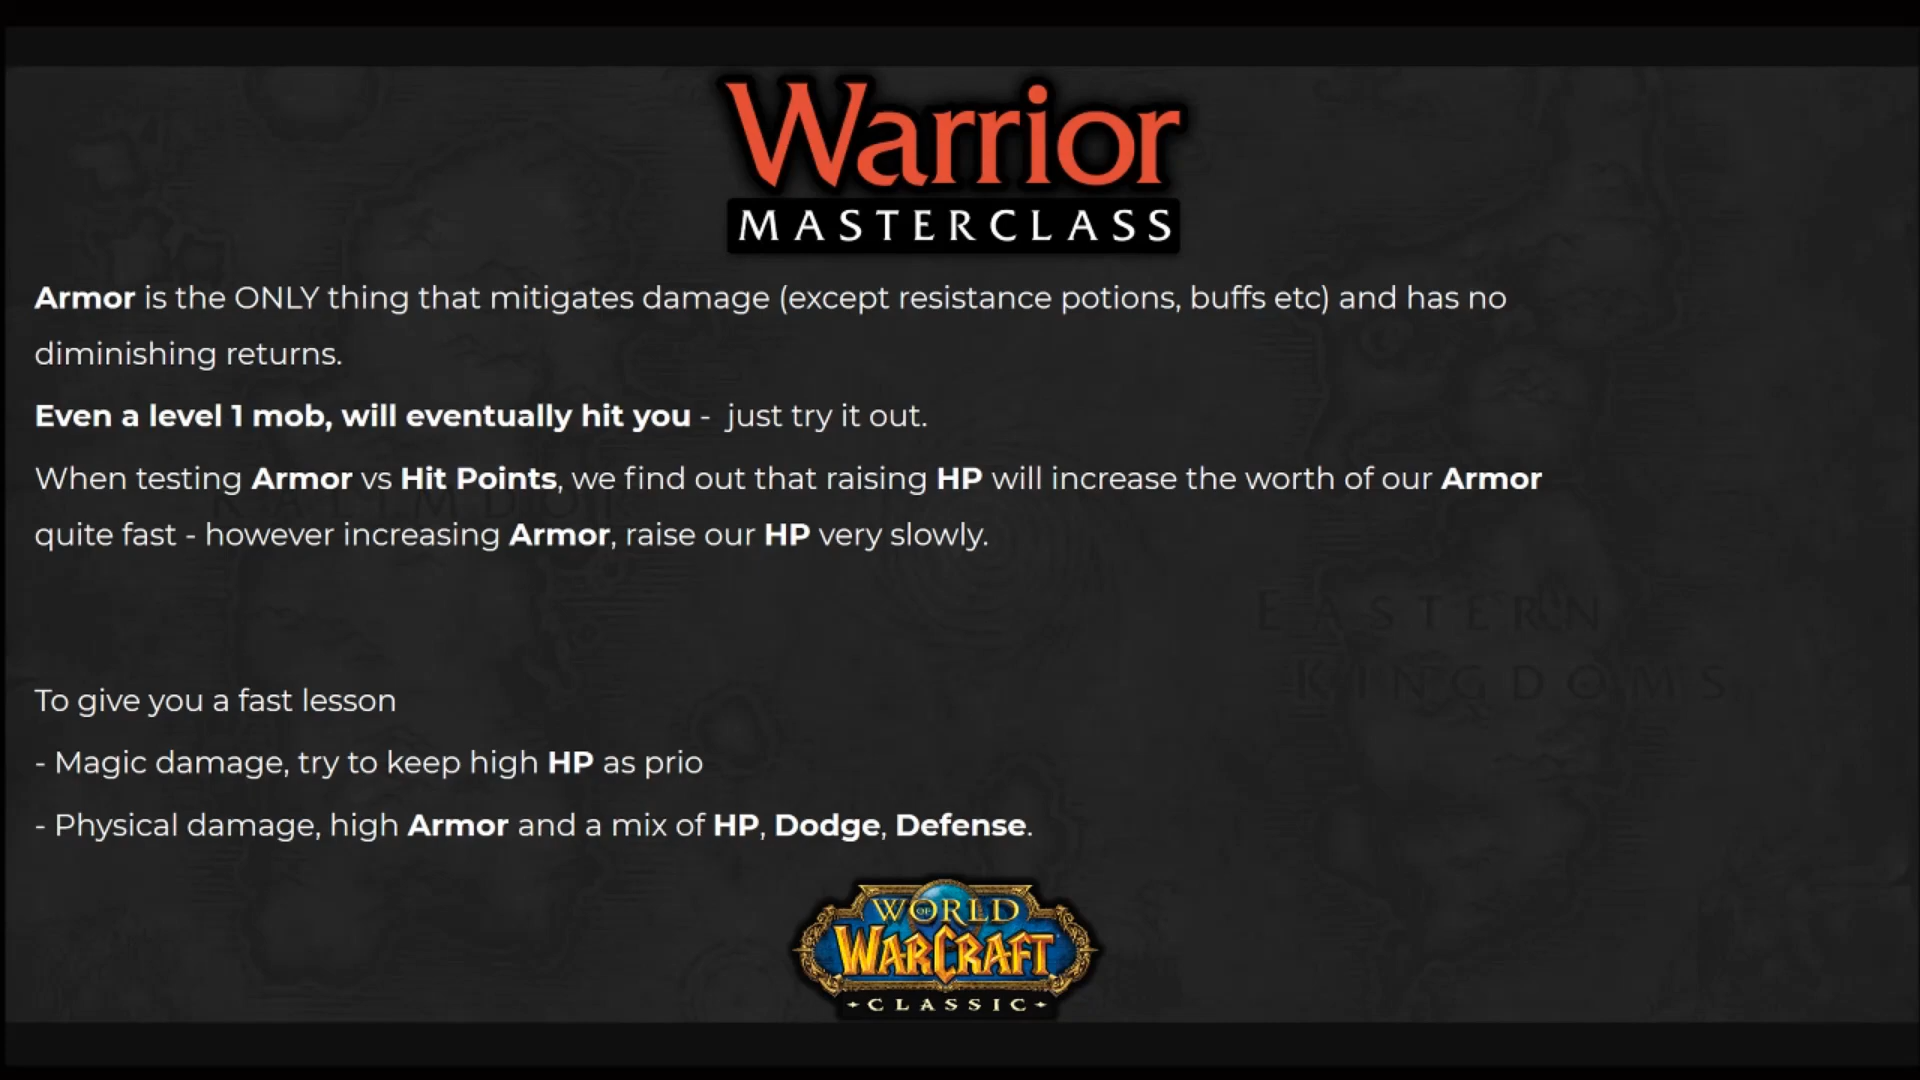 Warrior
MASTERCLASS
Armor is the ONLY thing that mitigates damage (except resistance potions, buffs etc) and has no
diminishing returns.
Even a level 1 mob, will eventually hit you - just try it out.
When testing Armor vs Hit Points, we find out that raising HP will increase the worth of our Armor
quite fast - however increasing Armor, raise our HP very slowly.
KALIMDOR
EASTERN
KINGDOMS
To give you a fast lesson
- Magic damage, try to keep high HP as prio
- Physical damage, high Armor and a mix of HP, Dodge, Defense.
WORLD
OF
WARCRAFT
CLASSIC